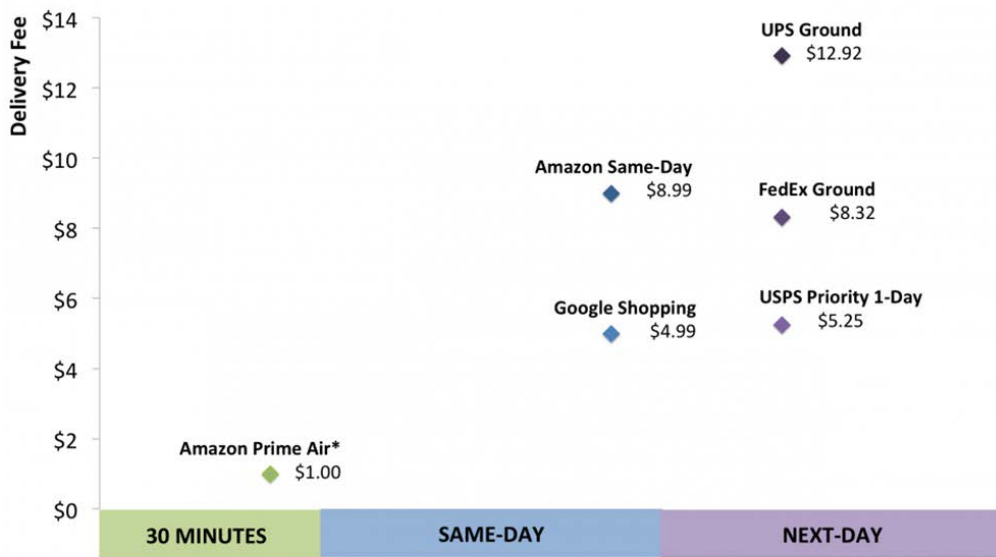 Delivery Fee
$14
$12
$10
$8
$6
$4
$2
$0
UPS Ground
$12.92
Amazon Same-Day
$8.99
FedEx Ground
$8.32
Google Shopping
$4.99
USPS Priority 1-Day
$5.25
Amazon Prime Air*
$1.00
30 MINUTES
SAME-DAY
NEXT-DAY